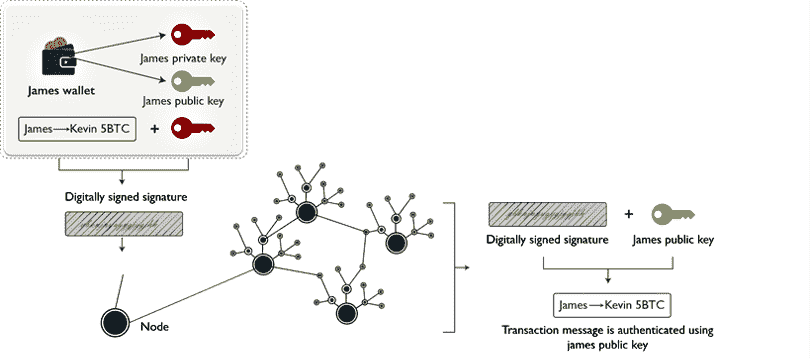 James private key
James wallet
James public key
James→Kevin 5BTC +
Digitally signed signature
Node
+
Digitally signed signature James public key
James→Kevin 5BTC
Transaction message is authenticated using
james public key